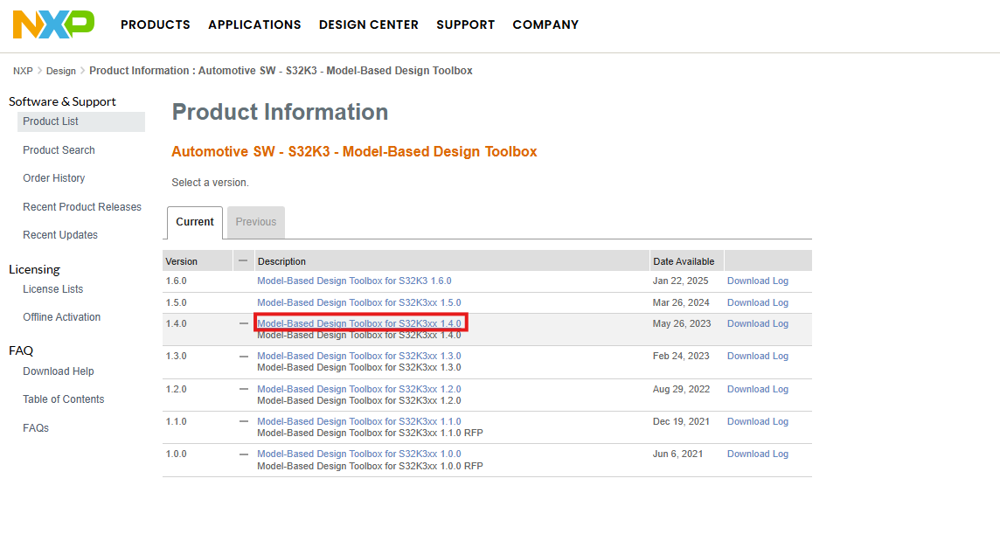 NXP
PRODUCTS APPLICATIONS DESIGN CENTER SUPPORT COMPANY
NXP > Design > Product Information : Automotive SW - S32K3 - Model-Based Design Toolbox
Software & Support
Product List
Product Search
Order History
Recent Product Releases
Recent Updates
Licensing
License Lists
Offline Activation
FAQ
Download Help
Table of Contents
FAQs
Product Information
Automotive SW - S32K3 - Model-Based Design Toolbox
Select a version.
Current Previous
Version — Description Date Available
1.6.0 Model-Based Design Toolbox for S32K3 1.6.0 Jan 22, 2025 Download Log
1.5.0 Model-Based Design Toolbox for S32K3xx 1.5.0 Mar 26, 2024 Download Log
1.4.0 — Model-Based Design Toolbox for S32K3xx 1.4.0 May 26, 2023 Download Log
Model-Based Design Toolbox for S32K3xx 1.4.0
1.3.0 — Model-Based Design Toolbox for S32K3xx 1.3.0 Feb 24, 2023 Download Log
Model-Based Design Toolbox for S32K3xx 1.3.0
1.2.0 — Model-Based Design Toolbox for S32K3xx 1.2.0 Aug 29, 2022 Download Log
Model-Based Design Toolbox for S32K3xx 1.2.0
1.1.0 — Model-Based Design Toolbox for S32K3xx 1.1.0 Dec 19, 2021 Download Log
Model-Based Design Toolbox for S32K3xx 1.1.0 RFP
1.0.0 — Model-Based Design Toolbox for S32K3xx 1.0.0 Jun 6, 2021 Download Log
Model-Based Design Toolbox for S32K3xx 1.0.0 RFP